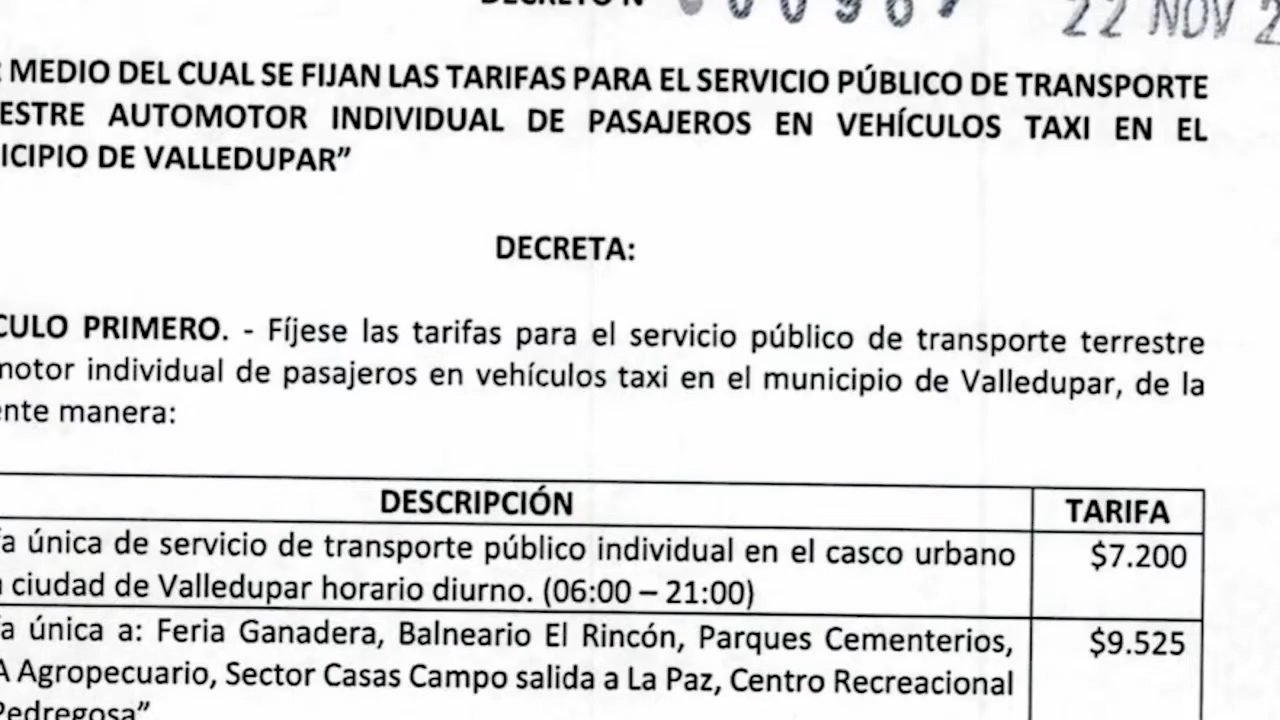 DECRETO N
22 NOV 2
MEDIO DEL CUAL SE FIJAN LAS TARIFAS PARA EL SERVICIO PÚBLICO DE TRANSPORTE
ESTRE AUTOMOTOR INDIVIDUAL DE PASAJEROS EN VEHÍCULOS TAXI EN EL
ICIPIO DE VALLEDUPAR”
DECRETA:
CULO PRIMERO. - Fíjese las tarifas para el servicio público de transporte terrestre
motor individual de pasajeros en vehículos taxi en el municipio de Valledupar, de la
ente manera:
DESCRIPCIÓN TARIFA
fa única de servicio de transporte público individual en el casco urbano $7.200
a ciudad de Valledupar horario diurno. (06:00 – 21:00)
fa única a: Feria Ganadera, Balneario El Rincón, Parques Cementerios, $9.525
A Agropecuario, Sector Casas Campo salida a La Paz, Centro Recreacional
Pedregosa”